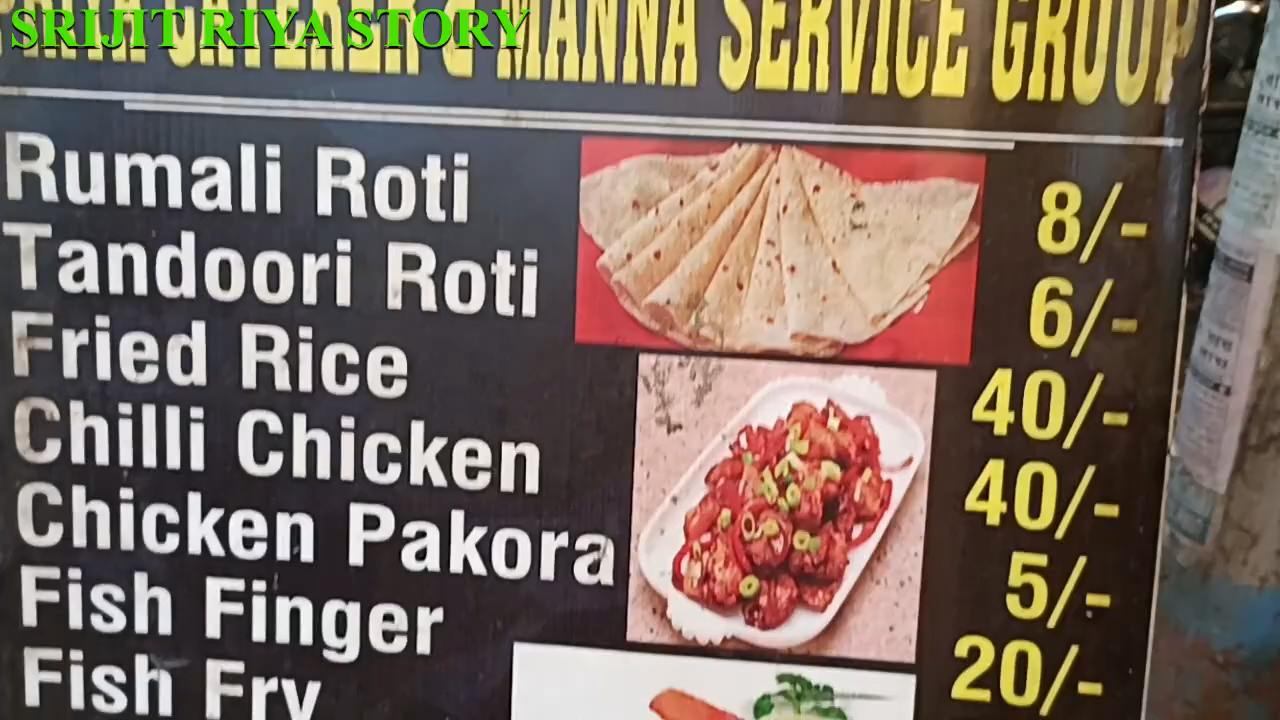 SRIJIT RIYA STORY
CATERER & MANNA SERVICE GROUP
Rumali Roti 8/-
Tandoori Roti 6/-
Fried Rice 40/-
Chilli Chicken 40/-
Chicken Pakora 5/-
Fish Finger 20/-
Fish Fry